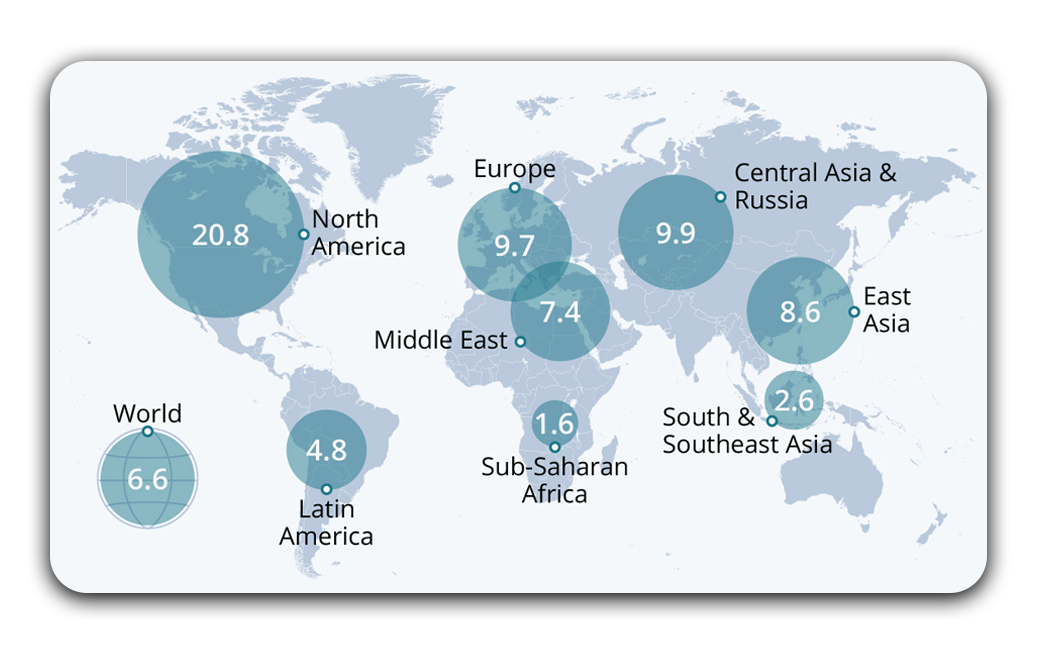 Europe
Central Asia &
Russia
20.8
North
America
9.7
9.9
7.4
Middle East
8.6
East
Asia
World
6.6
4.8
Latin
America
1.6
Sub-Saharan
Africa
2.6
South &
Southeast Asia